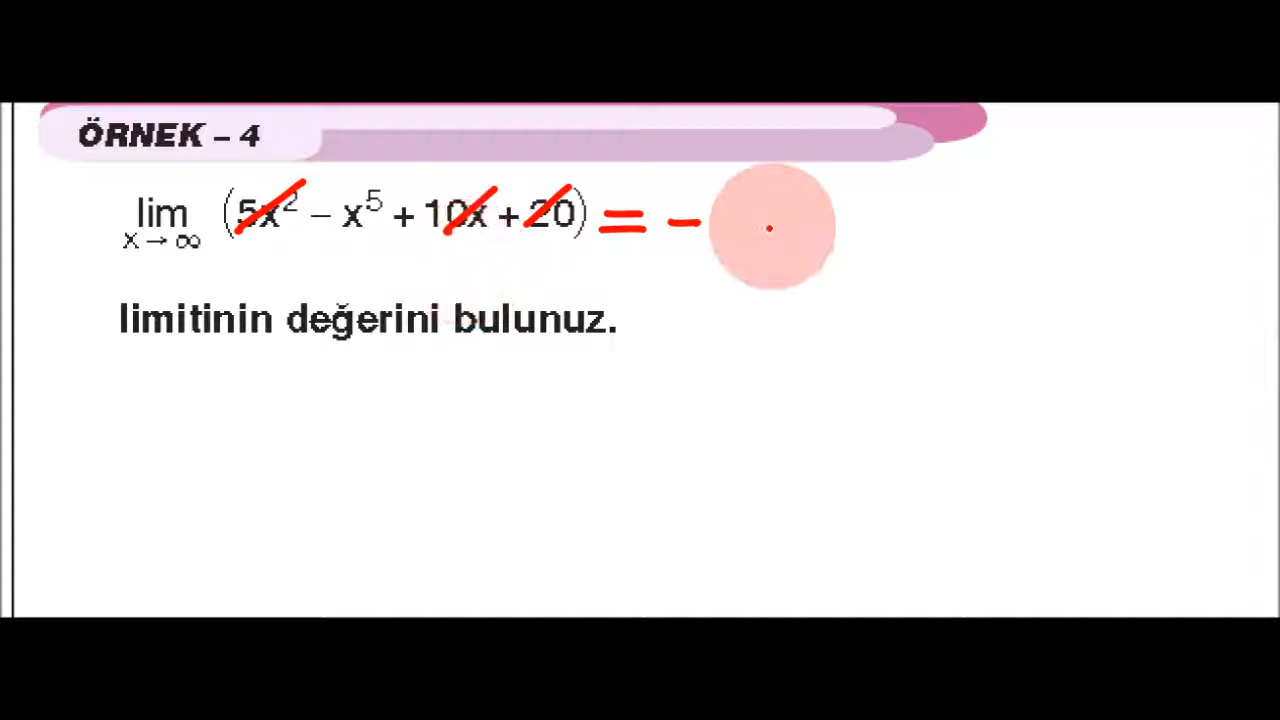 ÖRNEK – 4
lim (5x² – x⁵ + 10x + 20) = –
x → ∞
limitinin değerini bulunuz.